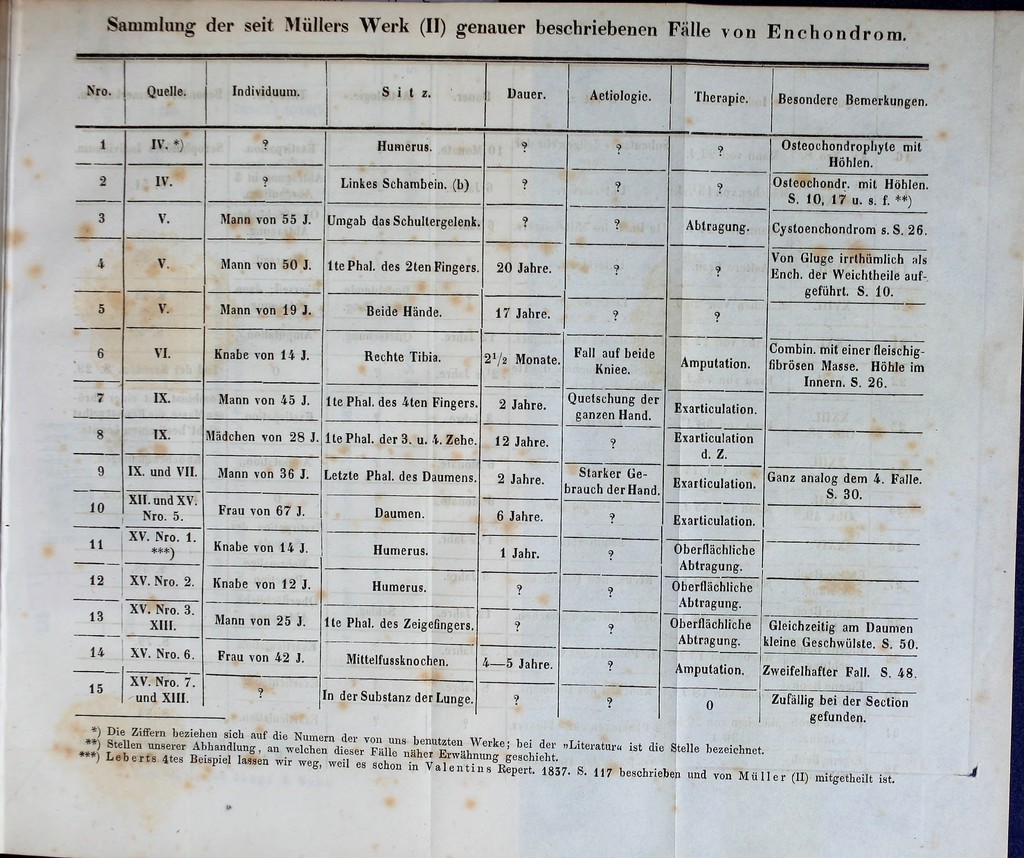 Sammlung der seit Müllers Werk (II) genauer beschriebenen Fälle von Enchondrom.
Nro. Quelle. Individuum. Sitz. Dauer. Aetiologie. Therapie. Besondere Bemerkungen.
1 IV. *) ? Humerus. ? ? ? Osteochondrophyte mit
Höhlen.
2 IV. ? Linkes Schambein. (b) ? ? ? Osteochondr. mit Höhlen.
S. 10, 17 u. s. f. **)
3 V. Mann von 55 J. Umgab das Schultergelenk. ? ? Abtragung. Cystoenchondrom s. S. 26.
4 V. Mann von 50 J. 1te Phal. des 2ten Fingers. 20 Jahre. ? ? Von Gluge irrthümlich als
Ench. der Weichtheile auf-
geführt. S. 10.
5 V. Mann von 19 J. Beide Hände. 17 Jahre. ? ?
6 VI. Knabe von 14 J. Rechte Tibia. 2½ Monate. Fall auf beide Amputation. Combin. mit einer fleischig-
Kniee. fibrösen Masse. Höhle im
Innern. S. 26.
7 IX. Mann von 45 J. 1te Phal. des 4ten Fingers. 2 Jahre. Quetschung der Exarticulation.
ganzen Hand.
8 IX. Mädchen von 28 J. 1te Phal. der 3. u. 4. Zehe. 12 Jahre. ? Exarticulation
d. Z.
9 IX. und VII. Mann von 36 J. Letzte Phal. des Daumens. 2 Jahre. Starker Ge- Exarticulation. Ganz analog dem 4. Falle.
brauch der Hand. S. 30.
10 XII. und XV. Frau von 67 J. Daumen. 6 Jahre. ? Exarticulation.
Nro. 5.
11 XV. Nro. 1. Knabe von 14 J. Humerus. 1 Jahr. ? Oberflächliche
***) Abtragung.
12 XV. Nro. 2. Knabe von 12 J. Humerus. ? ? Oberflächliche
Abtragung.
13 XV. Nro. 3. Mann von 25 J. 1te Phal. des Zeigefingers. ? ? Oberflächliche Gleichzeitig am Daumen
XIII. Abtragung. kleine Geschwülste. S. 50.
14 XV. Nro. 6. Frau von 42 J. Mittelfussknochen. 4—5 Jahre. ? Amputation. Zweifelhafter Fall. S. 48.
15 XV. Nro. 7. ? In der Substanz der Lunge. ? ? 0 Zufällig bei der Section
und XIII. gefunden.
*) Die Ziffern beziehen sich auf die Numern der von uns benutzten Werke; bei der »Literatur« ist die Stelle bezeichnet.
**) Stellen unserer Abhandlung, an welchen dieser Fälle näher Erwähnung geschieht.
***) Leberts 4tes Beispiel lassen wir weg, weil es schon in Valentins Repert. 1837. S. 117 beschrieben und von Müller (II) mitgetheilt ist.